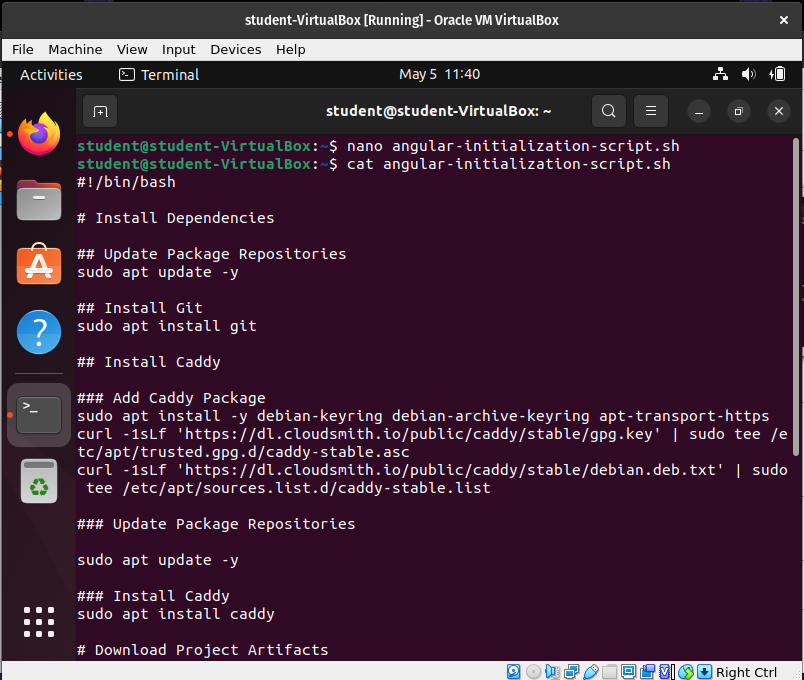 student-VirtualBox [Running] - Oracle VM VirtualBox
File Machine View Input Devices Help
Activities Terminal May 5 11:40
student@student-VirtualBox: ~
student@student-VirtualBox:~$ nano angular-initialization-script.sh
student@student-VirtualBox:~$ cat angular-initialization-script.sh
#!/bin/bash
# Install Dependencies
## Update Package Repositories
sudo apt update -y
## Install Git
sudo apt install git
## Install Caddy
### Add Caddy Package
sudo apt install -y debian-keyring debian-archive-keyring apt-transport-https
curl -1sLf 'https://dl.cloudsmith.io/public/caddy/stable/gpg.key' | sudo tee /e
tc/apt/trusted.gpg.d/caddy-stable.asc
curl -1sLf 'https://dl.cloudsmith.io/public/caddy/stable/debian.deb.txt' | sudo
 tee /etc/apt/sources.list.d/caddy-stable.list
### Update Package Repositories
sudo apt update -y
### Install Caddy
sudo apt install caddy
# Download Project Artifacts
Right Ctrl